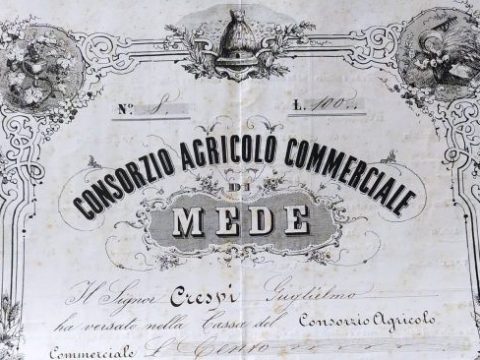 N.º 8. L. 100.
CONSORZIO AGRICOLO COMMERCIALE
DI
MEDE
Il Signor Crespi Guglielmo
ha versato nella Cassa del Consorzio Agricolo
Commerciale L. Cento